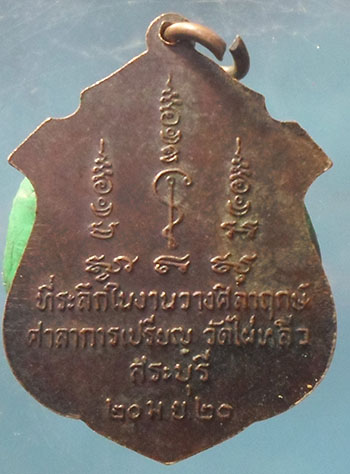 ที่ระลึกในงานวางศิลาฤกษ์
ศาลาการเปรียญ วัดไผ่หลิ่ว
สระบุรี
๒๐ ม.ย. ๒๐